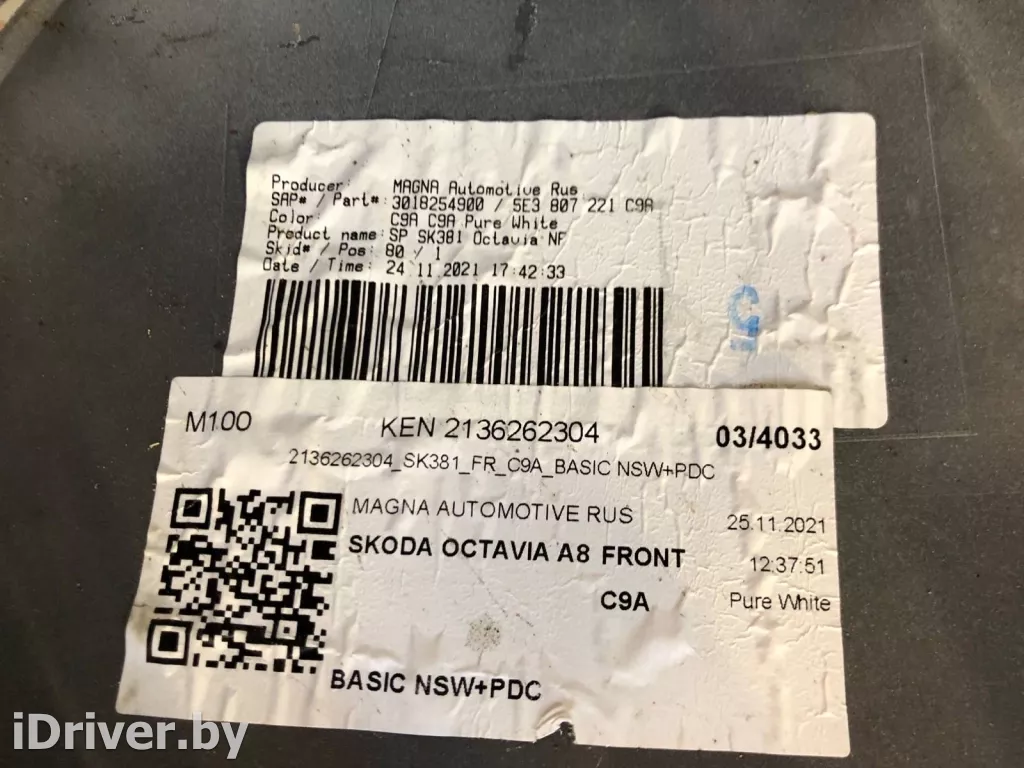 Producer: MAGNA Automotive Rus
SAP# / Part#: 3018254900 / 5E3 807 221 C9A
Color: C9A C9A Pure White
Product name: SP SK381 Octavia NF
Skid# / Pos: 80 / 1
Date / Time: 24.11.2021 17:42:33
M100 KEN 2136262304 03/4033
2136262304_SK381_FR_C9A_BASIC NSW+PDC
MAGNA AUTOMOTIVE RUS 25.11.2021
SKODA OCTAVIA A8 FRONT 12:37:51
C9A Pure White
BASIC NSW+PDC
iDriver.by